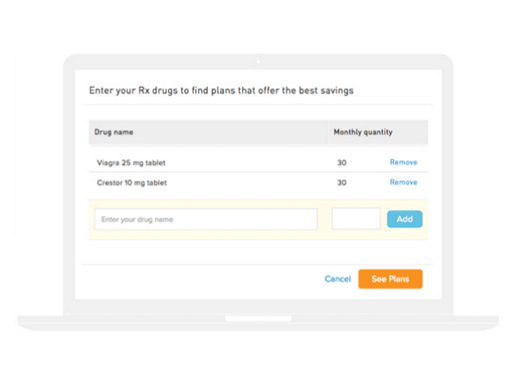 Enter your Rx drugs to find plans that offer the best savings
Drug name Monthly quantity
Viagra 25 mg tablet 30 Remove
Crestor 10 mg tablet 30 Remove
Enter your drug name Add
Cancel See Plans